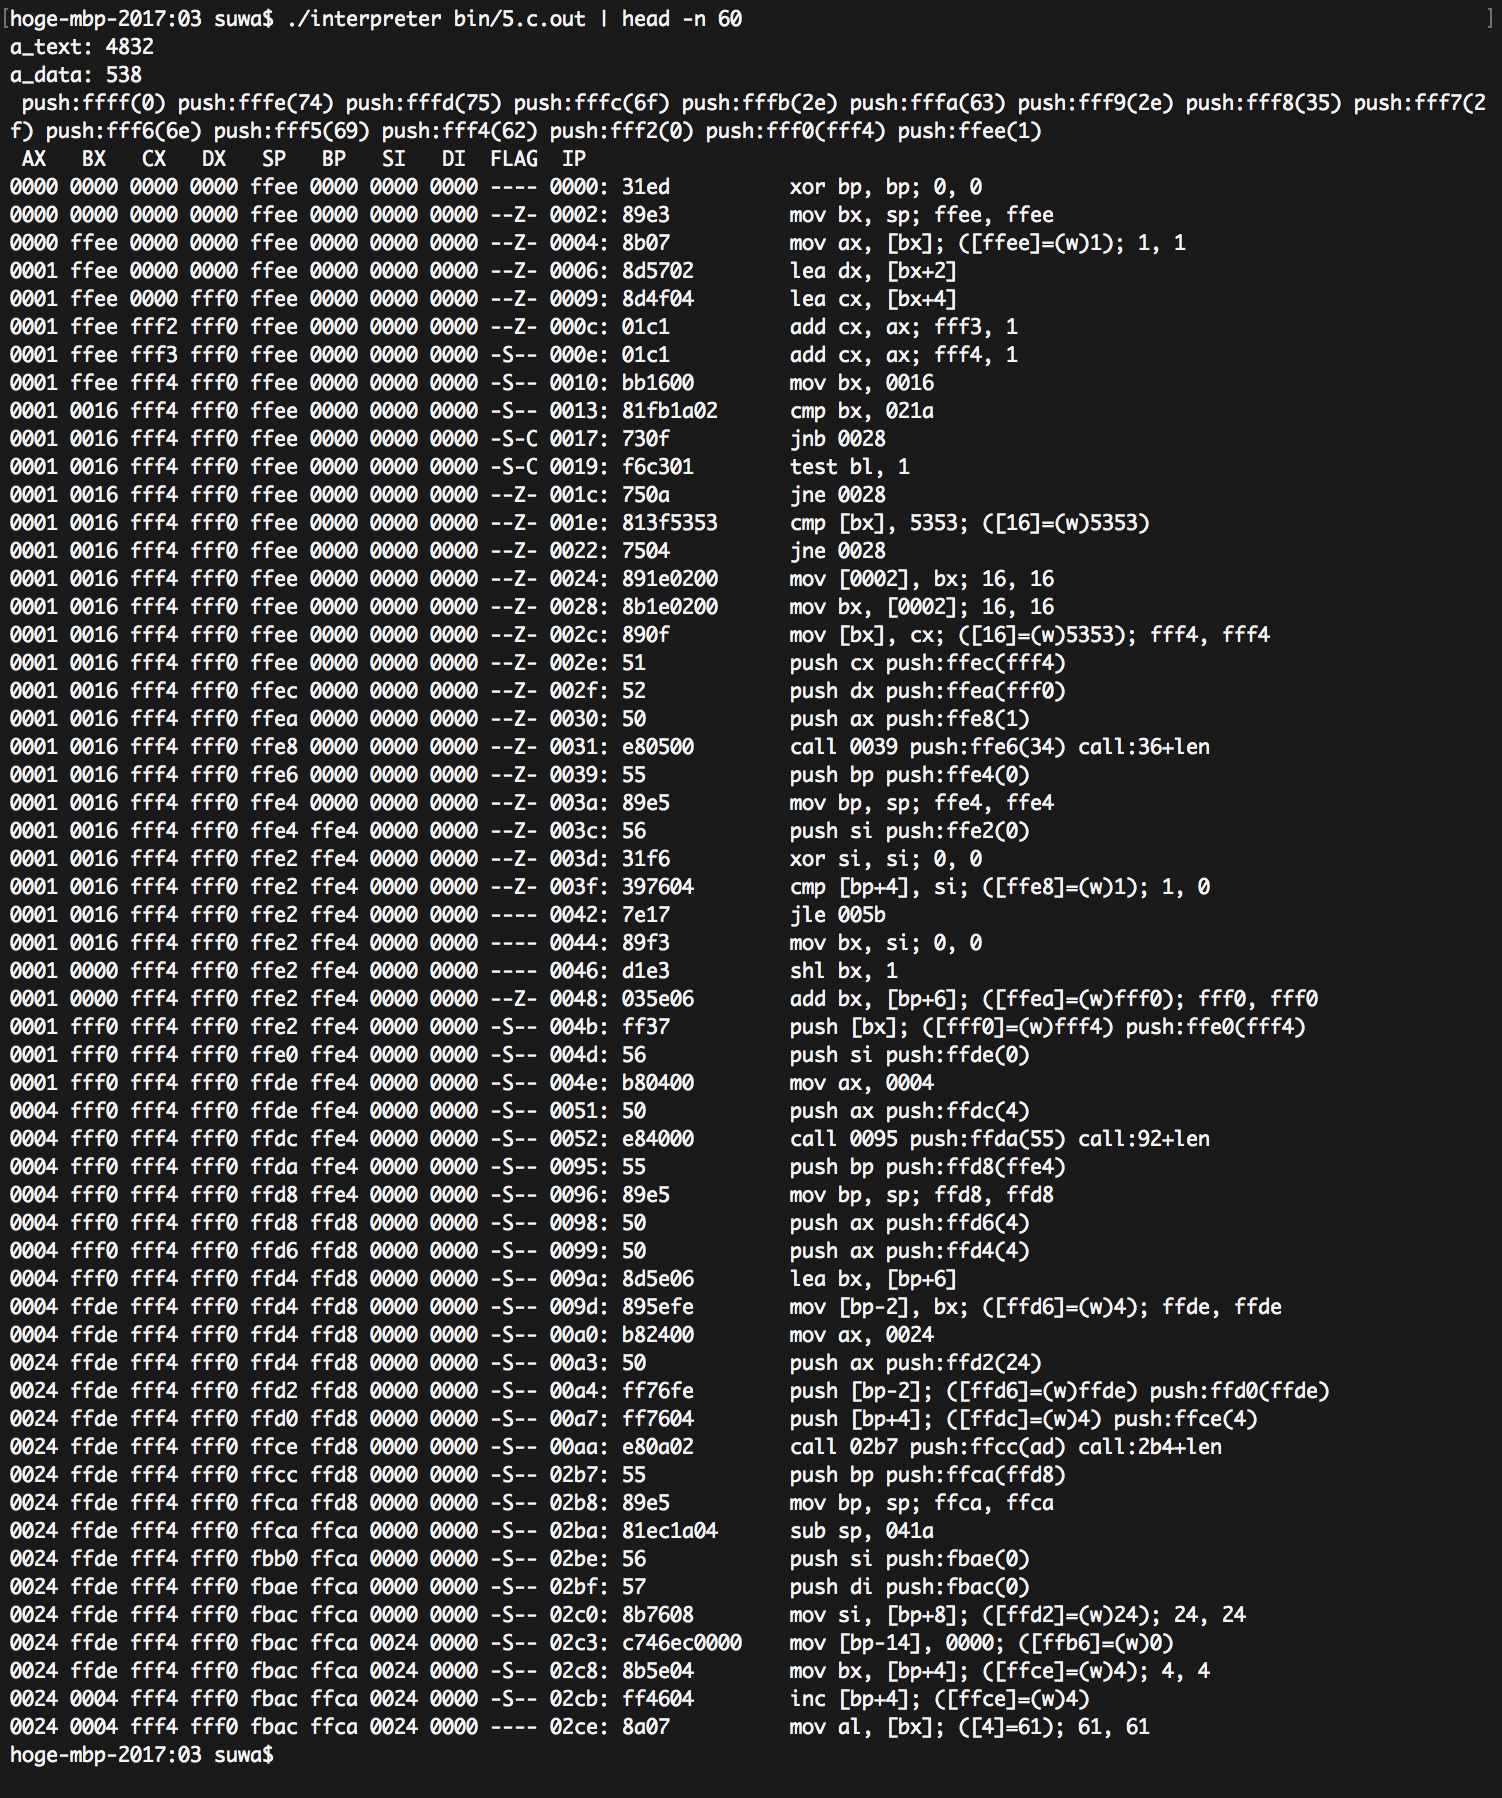 [hoge-mbp-2017:03 suwa$ ./interpreter bin/5.c.out | head -n 60 ]
a_text: 4832
a_data: 538
 push:ffff(0) push:fffe(74) push:fffd(75) push:fffc(6f) push:fffb(2e) push:fffa(63) push:fff9(2e) push:fff8(35) push:fff7(2
f) push:fff6(6e) push:fff5(69) push:fff4(62) push:fff2(0) push:fff0(fff4) push:ffee(1)
 AX   BX   CX   DX   SP   BP   SI   DI  FLAG  IP
0000 0000 0000 0000 ffee 0000 0000 0000 ---- 0000: 31ed          xor bp, bp; 0, 0
0000 0000 0000 0000 ffee 0000 0000 0000 --Z- 0002: 89e3          mov bx, sp; ffee, ffee
0000 ffee 0000 0000 ffee 0000 0000 0000 --Z- 0004: 8b07          mov ax, [bx]; ([ffee]=(w)1); 1, 1
0001 ffee 0000 0000 ffee 0000 0000 0000 --Z- 0006: 8d5702        lea dx, [bx+2]
0001 ffee 0000 fff0 ffee 0000 0000 0000 --Z- 0009: 8d4f04        lea cx, [bx+4]
0001 ffee fff2 fff0 ffee 0000 0000 0000 --Z- 000c: 01c1          add cx, ax; fff3, 1
0001 ffee fff3 fff0 ffee 0000 0000 0000 -S-- 000e: 01c1          add cx, ax; fff4, 1
0001 ffee fff4 fff0 ffee 0000 0000 0000 -S-- 0010: bb1600        mov bx, 0016
0001 0016 fff4 fff0 ffee 0000 0000 0000 -S-- 0013: 81fb1a02      cmp bx, 021a
0001 0016 fff4 fff0 ffee 0000 0000 0000 -S-C 0017: 730f          jnb 0028
0001 0016 fff4 fff0 ffee 0000 0000 0000 -S-C 0019: f6c301        test bl, 1
0001 0016 fff4 fff0 ffee 0000 0000 0000 --Z- 001c: 750a          jne 0028
0001 0016 fff4 fff0 ffee 0000 0000 0000 --Z- 001e: 813f5353      cmp [bx], 5353; ([16]=(w)5353)
0001 0016 fff4 fff0 ffee 0000 0000 0000 --Z- 0022: 7504          jne 0028
0001 0016 fff4 fff0 ffee 0000 0000 0000 --Z- 0024: 891e0200      mov [0002], bx; 16, 16
0001 0016 fff4 fff0 ffee 0000 0000 0000 --Z- 0028: 8b1e0200      mov bx, [0002]; 16, 16
0001 0016 fff4 fff0 ffee 0000 0000 0000 --Z- 002c: 890f          mov [bx], cx; ([16]=(w)5353); fff4, fff4
0001 0016 fff4 fff0 ffee 0000 0000 0000 --Z- 002e: 51            push cx push:ffec(fff4)
0001 0016 fff4 fff0 ffec 0000 0000 0000 --Z- 002f: 52            push dx push:ffea(fff0)
0001 0016 fff4 fff0 ffea 0000 0000 0000 --Z- 0030: 50            push ax push:ffe8(1)
0001 0016 fff4 fff0 ffe8 0000 0000 0000 --Z- 0031: e80500        call 0039 push:ffe6(34) call:36+len
0001 0016 fff4 fff0 ffe6 0000 0000 0000 --Z- 0039: 55            push bp push:ffe4(0)
0001 0016 fff4 fff0 ffe4 0000 0000 0000 --Z- 003a: 89e5          mov bp, sp; ffe4, ffe4
0001 0016 fff4 fff0 ffe4 ffe4 0000 0000 --Z- 003c: 56            push si push:ffe2(0)
0001 0016 fff4 fff0 ffe2 ffe4 0000 0000 --Z- 003d: 31f6          xor si, si; 0, 0
0001 0016 fff4 fff0 ffe2 ffe4 0000 0000 --Z- 003f: 397604        cmp [bp+4], si; ([ffe8]=(w)1); 1, 0
0001 0016 fff4 fff0 ffe2 ffe4 0000 0000 ---- 0042: 7e17          jle 005b
0001 0016 fff4 fff0 ffe2 ffe4 0000 0000 ---- 0044: 89f3          mov bx, si; 0, 0
0001 0000 fff4 fff0 ffe2 ffe4 0000 0000 ---- 0046: d1e3          shl bx, 1
0001 0000 fff4 fff0 ffe2 ffe4 0000 0000 --Z- 0048: 035e06        add bx, [bp+6]; ([ffea]=(w)fff0); fff0, fff0
0001 fff0 fff4 fff0 ffe2 ffe4 0000 0000 -S-- 004b: ff37          push [bx]; ([fff0]=(w)fff4) push:ffe0(fff4)
0001 fff0 fff4 fff0 ffe0 ffe4 0000 0000 -S-- 004d: 56            push si push:ffde(0)
0001 fff0 fff4 fff0 ffde ffe4 0000 0000 -S-- 004e: b80400        mov ax, 0004
0004 fff0 fff4 fff0 ffde ffe4 0000 0000 -S-- 0051: 50            push ax push:ffdc(4)
0004 fff0 fff4 fff0 ffdc ffe4 0000 0000 -S-- 0052: e84000        call 0095 push:ffda(55) call:92+len
0004 fff0 fff4 fff0 ffda ffe4 0000 0000 -S-- 0095: 55            push bp push:ffd8(ffe4)
0004 fff0 fff4 fff0 ffd8 ffe4 0000 0000 -S-- 0096: 89e5          mov bp, sp; ffd8, ffd8
0004 fff0 fff4 fff0 ffd8 ffd8 0000 0000 -S-- 0098: 50            push ax push:ffd6(4)
0004 fff0 fff4 fff0 ffd6 ffd8 0000 0000 -S-- 0099: 50            push ax push:ffd4(4)
0004 fff0 fff4 fff0 ffd4 ffd8 0000 0000 -S-- 009a: 8d5e06        lea bx, [bp+6]
0004 ffde fff4 fff0 ffd4 ffd8 0000 0000 -S-- 009d: 895efe        mov [bp-2], bx; ([ffd6]=(w)4); ffde, ffde
0004 ffde fff4 fff0 ffd4 ffd8 0000 0000 -S-- 00a0: b82400        mov ax, 0024
0024 ffde fff4 fff0 ffd4 ffd8 0000 0000 -S-- 00a3: 50            push ax push:ffd2(24)
0024 ffde fff4 fff0 ffd2 ffd8 0000 0000 -S-- 00a4: ff76fe        push [bp-2]; ([ffd6]=(w)ffde) push:ffd0(ffde)
0024 ffde fff4 fff0 ffd0 ffd8 0000 0000 -S-- 00a7: ff7604        push [bp+4]; ([ffdc]=(w)4) push:ffce(4)
0024 ffde fff4 fff0 ffce ffd8 0000 0000 -S-- 00aa: e80a02        call 02b7 push:ffcc(ad) call:2b4+len
0024 ffde fff4 fff0 ffcc ffd8 0000 0000 -S-- 02b7: 55            push bp push:ffca(ffd8)
0024 ffde fff4 fff0 ffca ffd8 0000 0000 -S-- 02b8: 89e5          mov bp, sp; ffca, ffca
0024 ffde fff4 fff0 ffca ffca 0000 0000 -S-- 02ba: 81ec1a04      sub sp, 041a
0024 ffde fff4 fff0 fbb0 ffca 0000 0000 -S-- 02be: 56            push si push:fbae(0)
0024 ffde fff4 fff0 fbae ffca 0000 0000 -S-- 02bf: 57            push di push:fbac(0)
0024 ffde fff4 fff0 fbac ffca 0000 0000 -S-- 02c0: 8b7608        mov si, [bp+8]; ([ffd2]=(w)24); 24, 24
0024 ffde fff4 fff0 fbac ffca 0024 0000 -S-- 02c3: c746ec0000    mov [bp-14], 0000; ([ffb6]=(w)0)
0024 ffde fff4 fff0 fbac ffca 0024 0000 -S-- 02c8: 8b5e04        mov bx, [bp+4]; ([ffce]=(w)4); 4, 4
0024 0004 fff4 fff0 fbac ffca 0024 0000 -S-- 02cb: ff4604        inc [bp+4]; ([ffce]=(w)4)
0024 0004 fff4 fff0 fbac ffca 0024 0000 ---- 02ce: 8a07          mov al, [bx]; ([4]=61); 61, 61
hoge-mbp-2017:03 suwa$